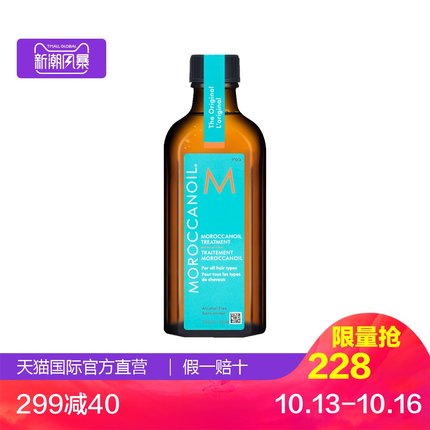 TMALL GLOBAL
新潮风暴
The Original
L'original
MOROCCANOIL
M
MOROCCANOIL
TREATMENT
TRAITEMENT
MOROCCANOIL
For all hair types
Pour tous les types
de cheveux
Alcohol-Free
限量抢
天猫国际官方直营 假一赔十
228
299减40
10.13-10.16